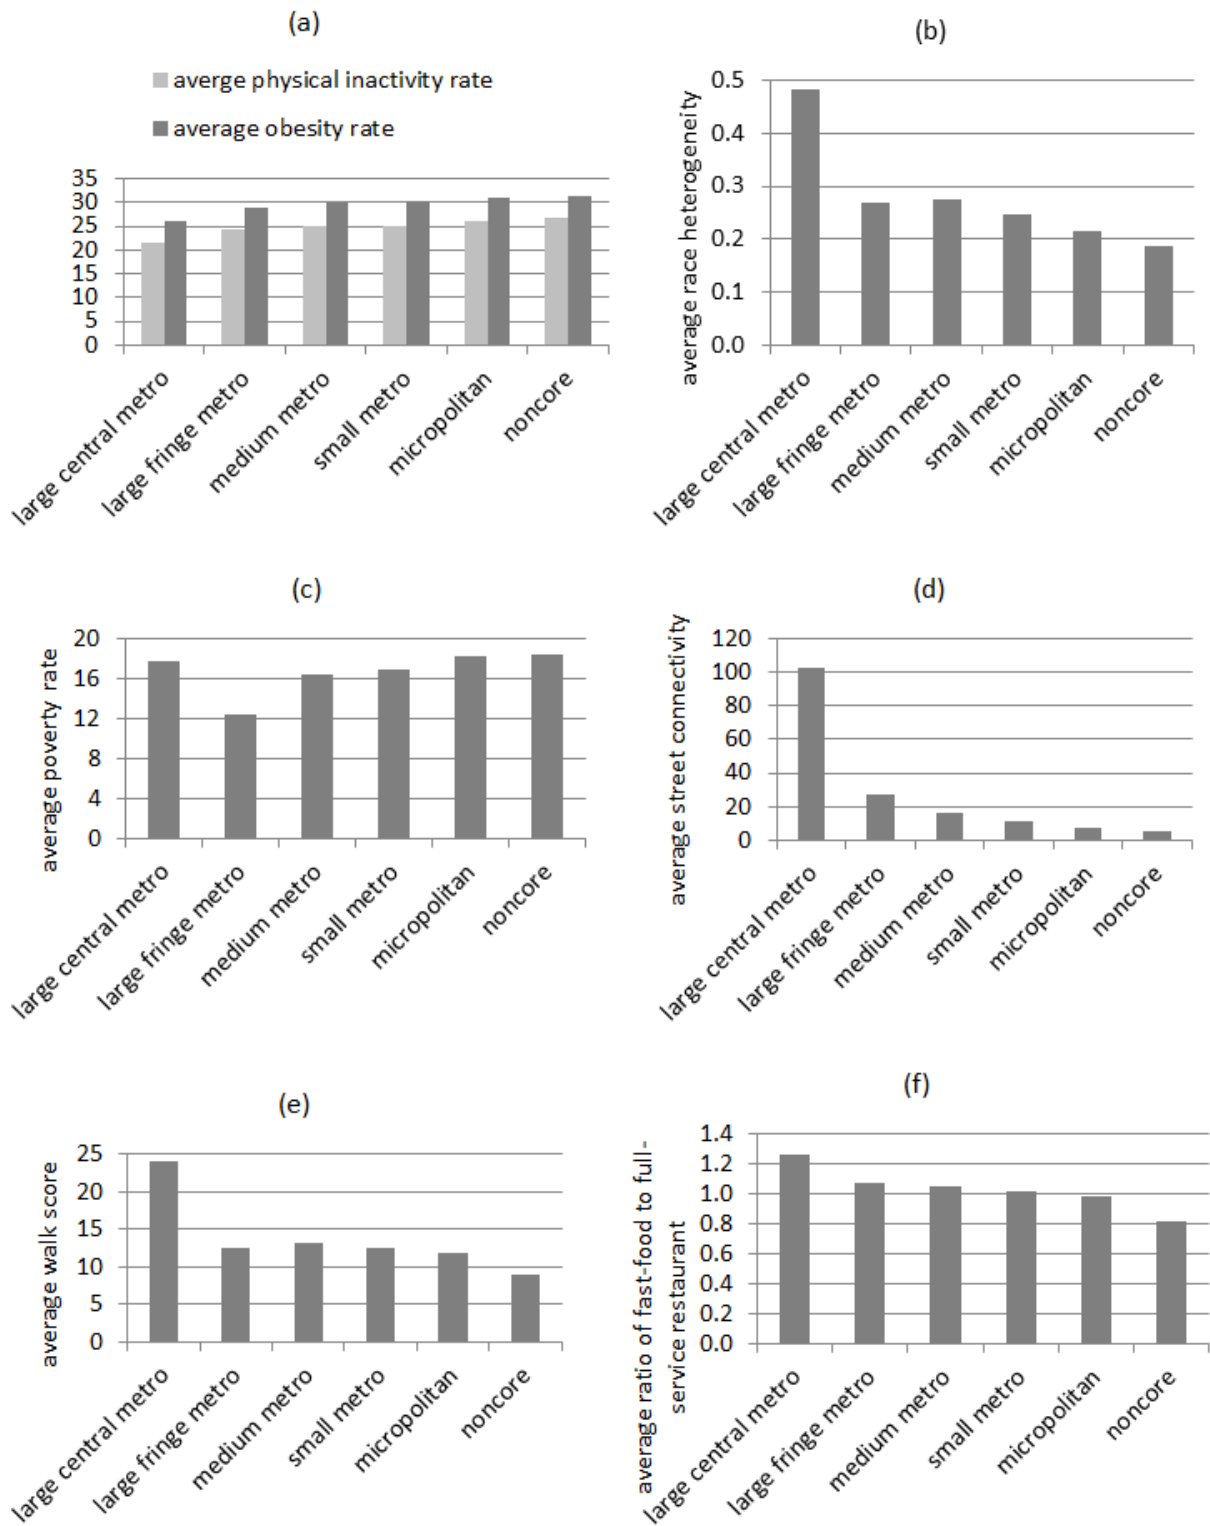 (a)
averge physical inactivity rate
average obesity rate
35
30
25
20
15
10
5
0
large central metro
large fringe metro
medium metro
small metro
micropolitan
noncore
(b)
average race heterogeneity
0.5
0.4
0.3
0.2
0.1
0.0
large central metro
large fringe metro
medium metro
small metro
micropolitan
noncore
(c)
average poverty rate
20
16
12
8
4
0
large central metro
large fringe metro
medium metro
small metro
micropolitan
noncore
(d)
average street connectivity
120
100
80
60
40
20
0
large central metro
large fringe metro
medium metro
small metro
micropolitan
noncore
(e)
average walk score
25
20
15
10
5
0
large central metro
large fringe metro
medium metro
small metro
micropolitan
noncore
(f)
average ratio of fast-food to full-
service restaurant
1.4
1.2
1.0
0.8
0.6
0.4
0.2
0.0
large central metro
large fringe metro
medium metro
small metro
micropolitan
noncore